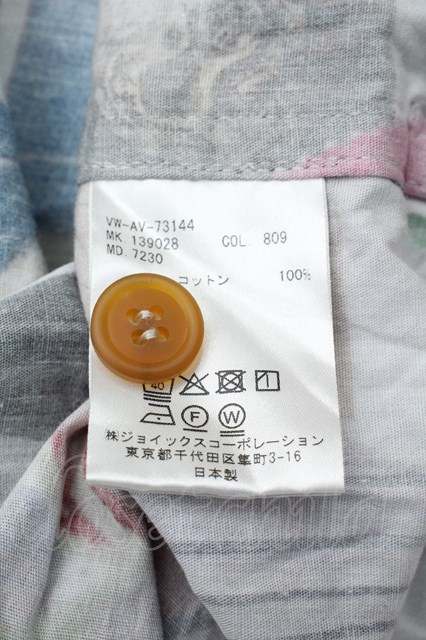 VW-AV-73144
MK. 139028 COL. 809
MD. 7230
コットン 100%
40
F W
株ジョイックスコーポレーション
東京都千代田区隼町3-16
日本製